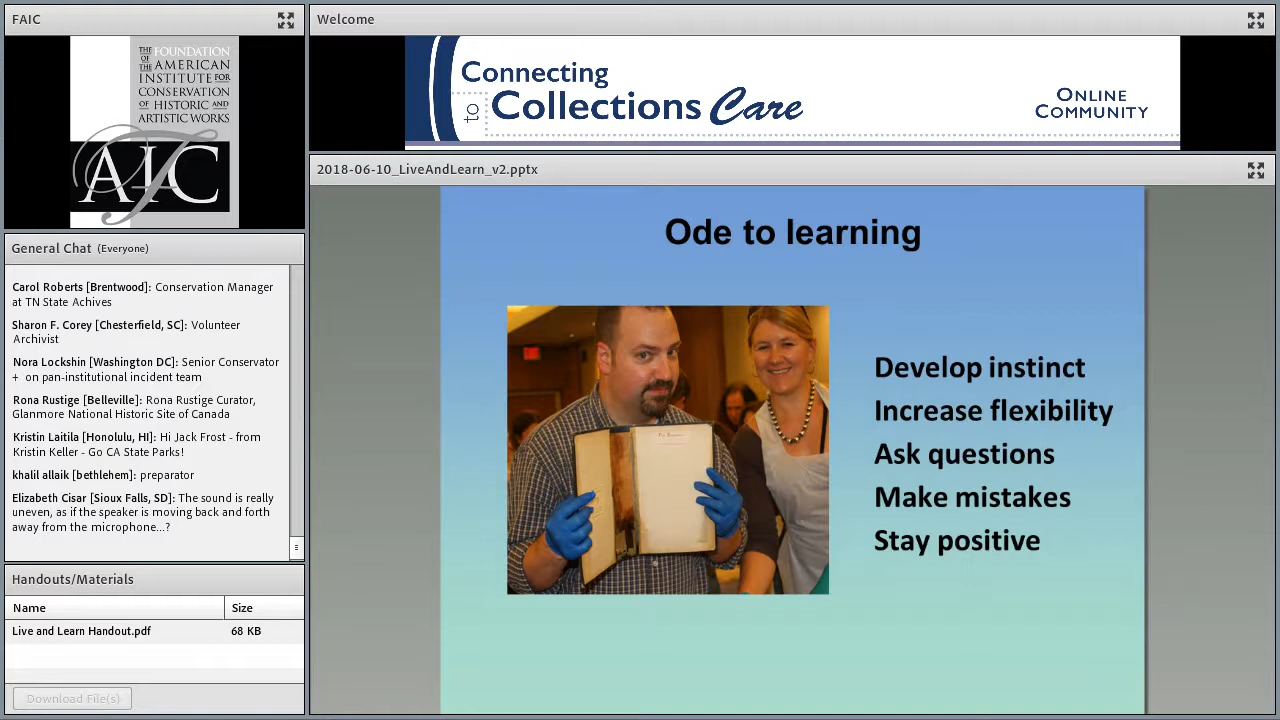 FAIC
THE FOUNDATION
OF THE AMERICAN
INSTITUTE FOR
CONSERVATION
OF HISTORIC AND
ARTISTIC WORKS
AIC
General Chat (Everyone)
Carol Roberts [Brentwood]: Conservation Manager
at TN State Achives
Sharon F. Corey [Chesterfield, SC]: Volunteer
Archivist
Nora Lockshin [Washington DC]: Senior Conservator
+ on pan-institutional incident team
Rona Rustige [Belleville]: Rona Rustige Curator,
Glanmore National Historic Site of Canada
Kristin Laitila [Honolulu, HI]: Hi Jack Frost - from
Kristin Keller - Go CA State Parks!
khalil allaik [bethlehem]: preparator
Elizabeth Cisar [Sioux Falls, SD]: The sound is really
uneven, as if the speaker is moving back and forth
away from the microphone...?
Handouts/Materials
Name Size
Live and Learn Handout.pdf 68 KB
Download File(s)
Welcome
Connecting
to Collections Care
ONLINE
COMMUNITY
2018-06-10_LiveAndLearn_v2.pptx
Ode to learning
Develop instinct
Increase flexibility
Ask questions
Make mistakes
Stay positive